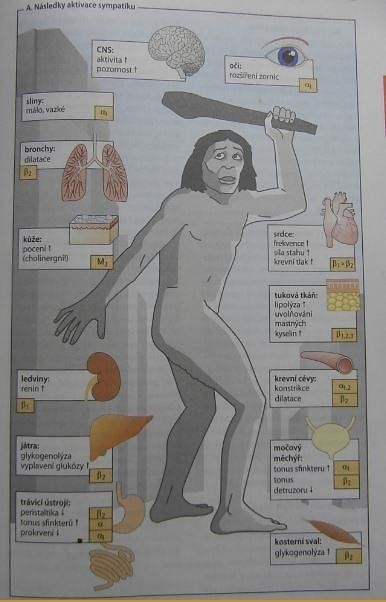 A. Následky aktivace sympatiku
CNS:
aktivita ↑
pozornost ↑
oči:
rozšíření zornic
α₁
sliny:
málo, vazké
α₁
bronchy:
dilatace
β₂
kůže:
pocení ↑
(cholinergní!)
M₃
ledviny:
renin ↑
β₁
játra:
glykogenolýza
vyplavení glukózy ↑
β₂
trávicí ústrojí:
peristaltika ↓ β₂
tonus sfinkterů ↑ α
prokrvení ↓ α₁
srdce:
frekvence ↑
síla stahu ↑
krevní tlak ↑
β₁+β₂
tuková tkáň:
lipolýza ↑
uvolňování
mastných
kyselin ↑
β₁,₂,₃
krevní cévy:
konstrikce α₁,₂
dilatace β₂
močový
měchýř:
tonus sfinkteru ↑ α₁
tonus β₂
detruzoru ↓
kosterní sval:
glykogenolýza ↑
β₂